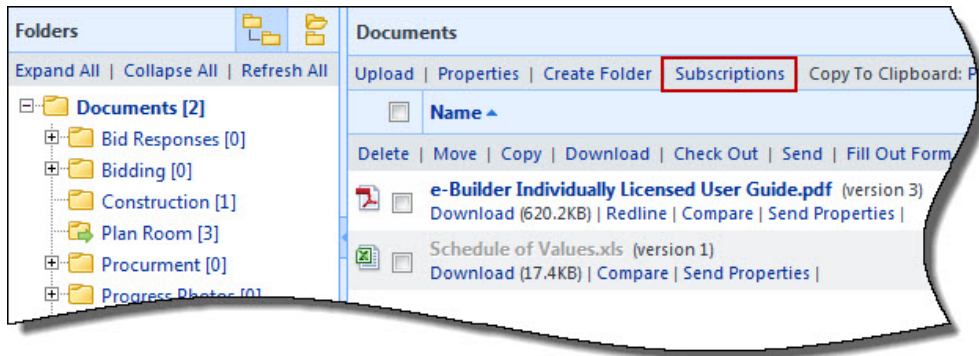 Folders
Expand All | Collapse All | Refresh All
Documents [2]
Bid Responses [0]
Bidding [0]
Construction [1]
Plan Room [3]
Procurment [0]
Progress Photos [0]
Documents
Upload | Properties | Create Folder | Subscriptions | Copy To Clipboard:
Name
Delete | Move | Copy | Download | Check Out | Send | Fill Out Form
e-Builder Individually Licensed User Guide.pdf (version 3)
Download (620.2KB) | Redline | Compare | Send Properties |
Schedule of Values.xls (version 1)
Download (17.4KB) | Compare | Send Properties |